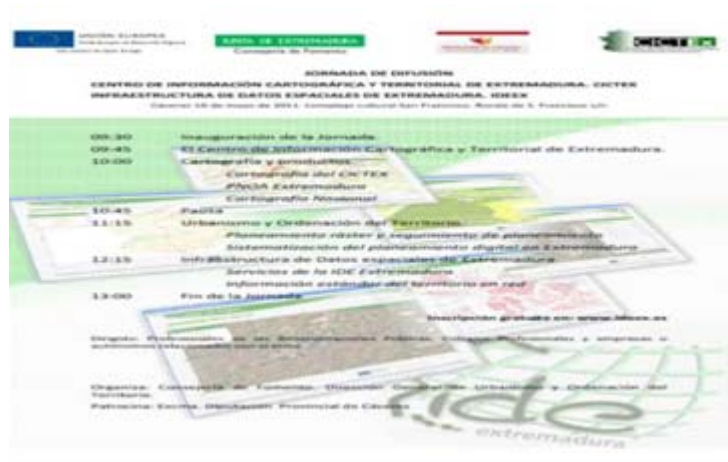 UNIÓN EUROPEA
JUNTA DE EXTREMADURA
Consejería de Fomento
CICTEX
JORNADA DE DIFUSIÓN
CENTRO DE INFORMACIÓN CARTOGRÁFICA Y TERRITORIAL DE EXTREMADURA. CICTEX
INFRAESTRUCTURA DE DATOS ESPACIALES DE EXTREMADURA. IDEEX
Cáceres de 2011. Complejo cultural San Francisco. Ronda de S. Francisco s/n
09:30 Inauguración de la Jornada.
09:45 El Centro de Información Cartográfica y Territorial de Extremadura.
10:00 Cartografía y productos
Cartografía del CICTEX
PNOA Extremadura
Cartografía Nacional
10:45 Pausa
11:15 Urbanismo y Ordenación del Territorio
Planeamiento ráster y seguimiento de planeamiento
Sistematización del planeamiento digital en Extremadura
12:15 Infraestructura de Datos espaciales de Extremadura
Servicios de la IDE Extremadura
Información estándar del territorio en red
13:00 Fin de la Jornada
Inscripción gratuita en: www.ideex.es
Dirigido: Profesionales de las Administraciones Públicas, Colegios Profesionales y empresas o
autónomos relacionados con el tema
Organiza: Consejería de Fomento. Dirección General de Urbanismo y Ordenación del
Territorio.
Patrocina: Excma. Diputación Provincial de Cáceres
ide
extremadura